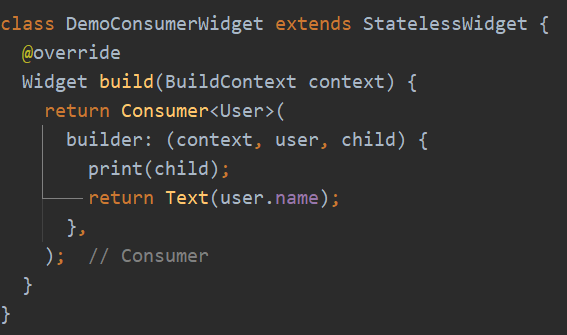 class DemoConsumerWidget extends StatelessWidget {
  @override
  Widget build(BuildContext context) {
    return Consumer<User>(
      builder: (context, user, child) {
        print(child);
        return Text(user.name);
      },
    );  // Consumer
  }
}